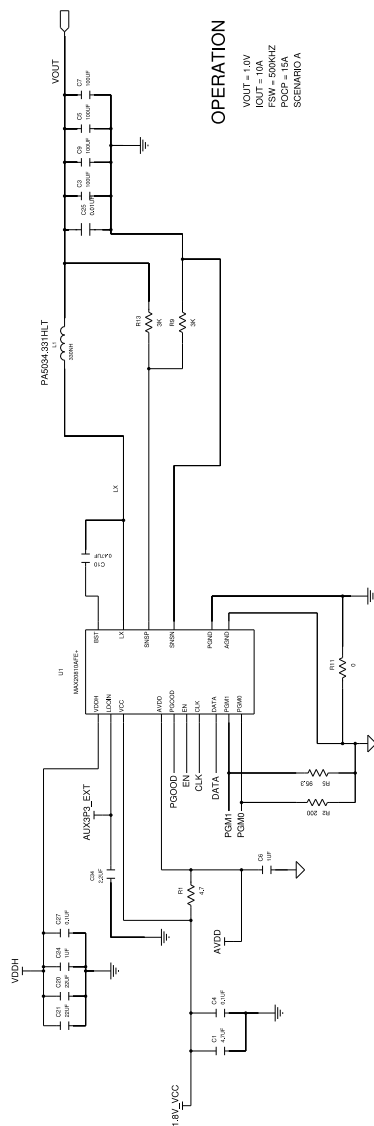 OPERATION
VOUT = 1.0V
IOUT = 10A
FSW = 500KHZ
POCP = 15A
SCENARIO A
VOUT
C7
100UF
C5
100UF
C9
100UF
C3
100UF
C25
0.01UF
PA5034.331HLT
L1
330NH
R13
3K
R9
3K
LX
C10
0.47UF
U1
MAX20810AFE+
BST
LX
SNSP
SNSN
PGND
AGND
VDDH
LDOIN
VCC
AVDD
PGOOD
EN
CLK
DATA
PGM1
PGM0
R11
0
AUX3P3_EXT
PGOOD
EN
CLK
DATA
PGM1
PGM0
R5
95.3
R2
200
C34
2.2UF
R1
4.7
C6
1UF
AVDD
VDDH
C27
0.1UF
C24
1UF
C20
22UF
C21
22UF
C4
0.1UF
C1
4.7UF
1.8V_VCC